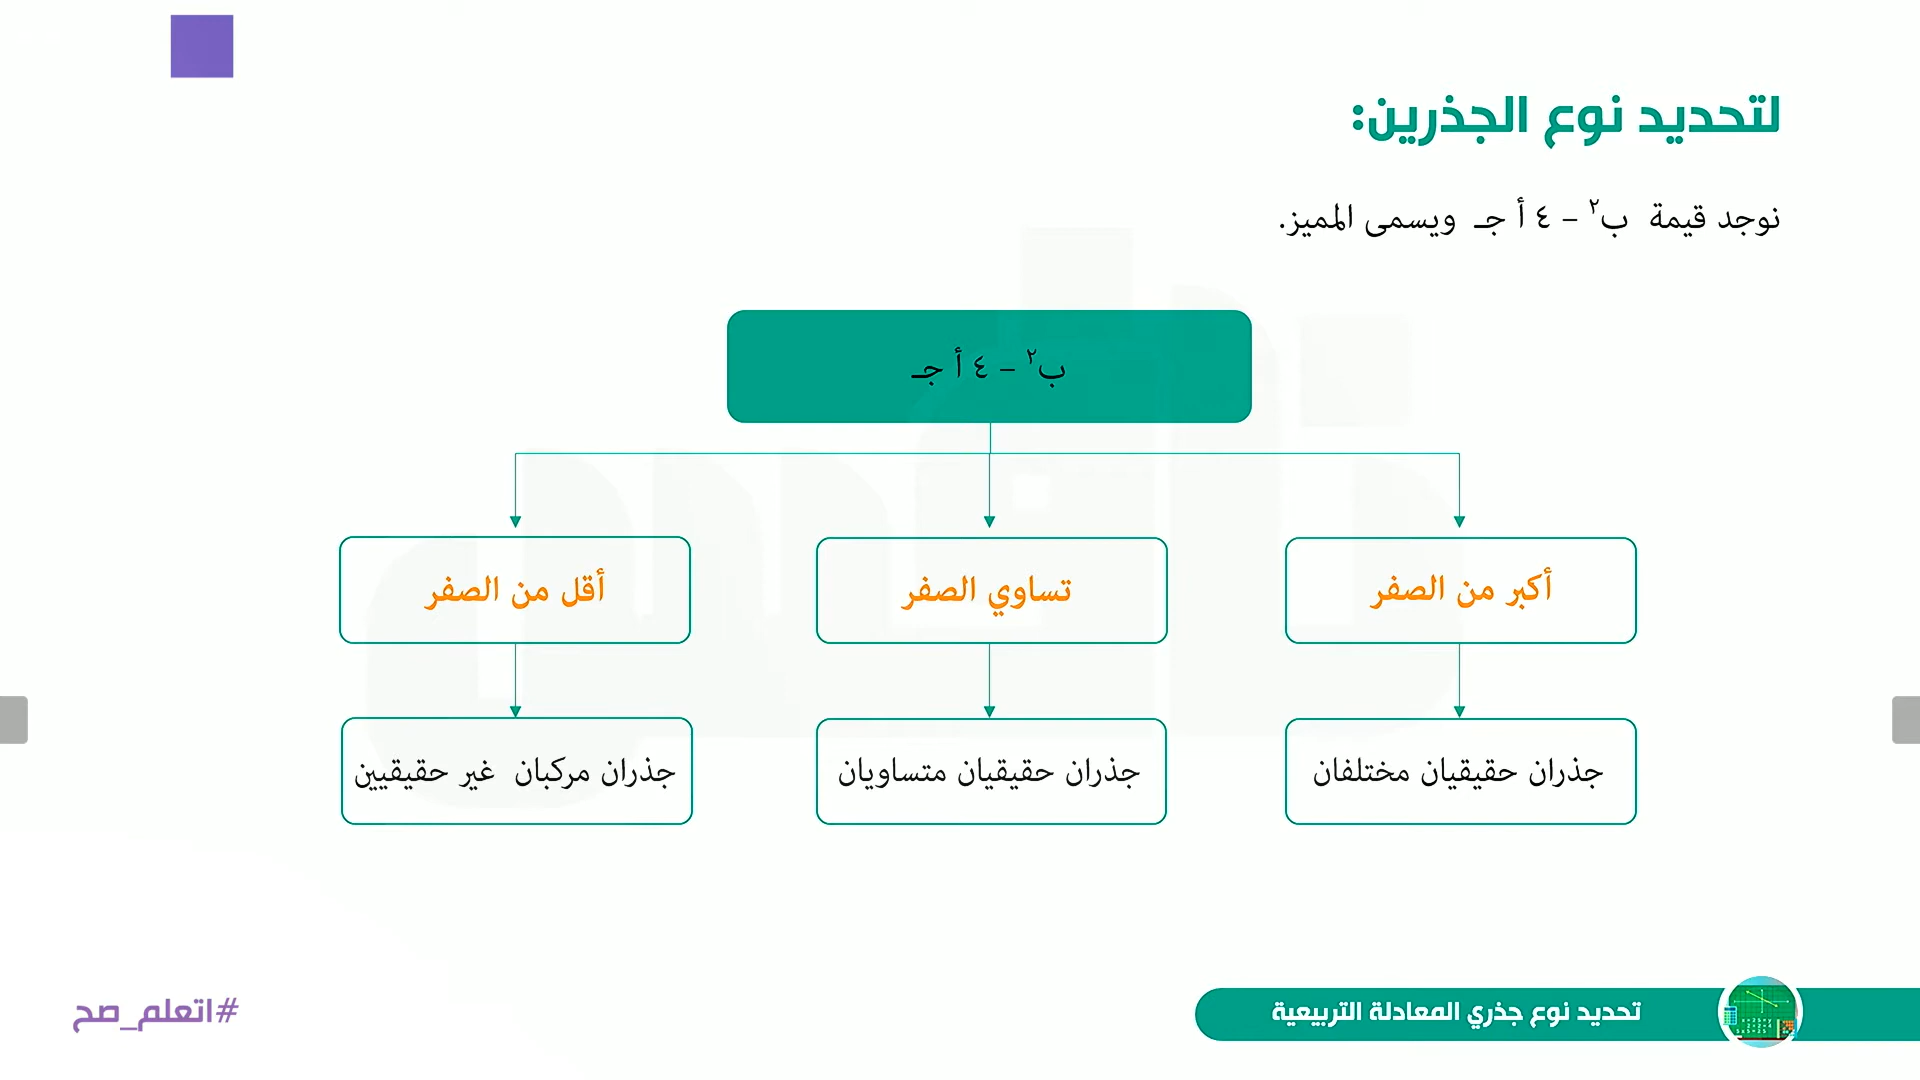 لتحديد نوع الجذرين:
نوجد قيمة ب٢ – ٤ أ جـ ويسمى المميز.
ب٢ – ٤ أ جـ
أكبر من الصفر
تساوي الصفر
أقل من الصفر
جذران حقيقيان مختلفان
جذران حقيقيان متساويان
جذران مركبان غير حقيقيين
تحديد نوع جذري المعادلة التربيعية
#اتعلم_صح